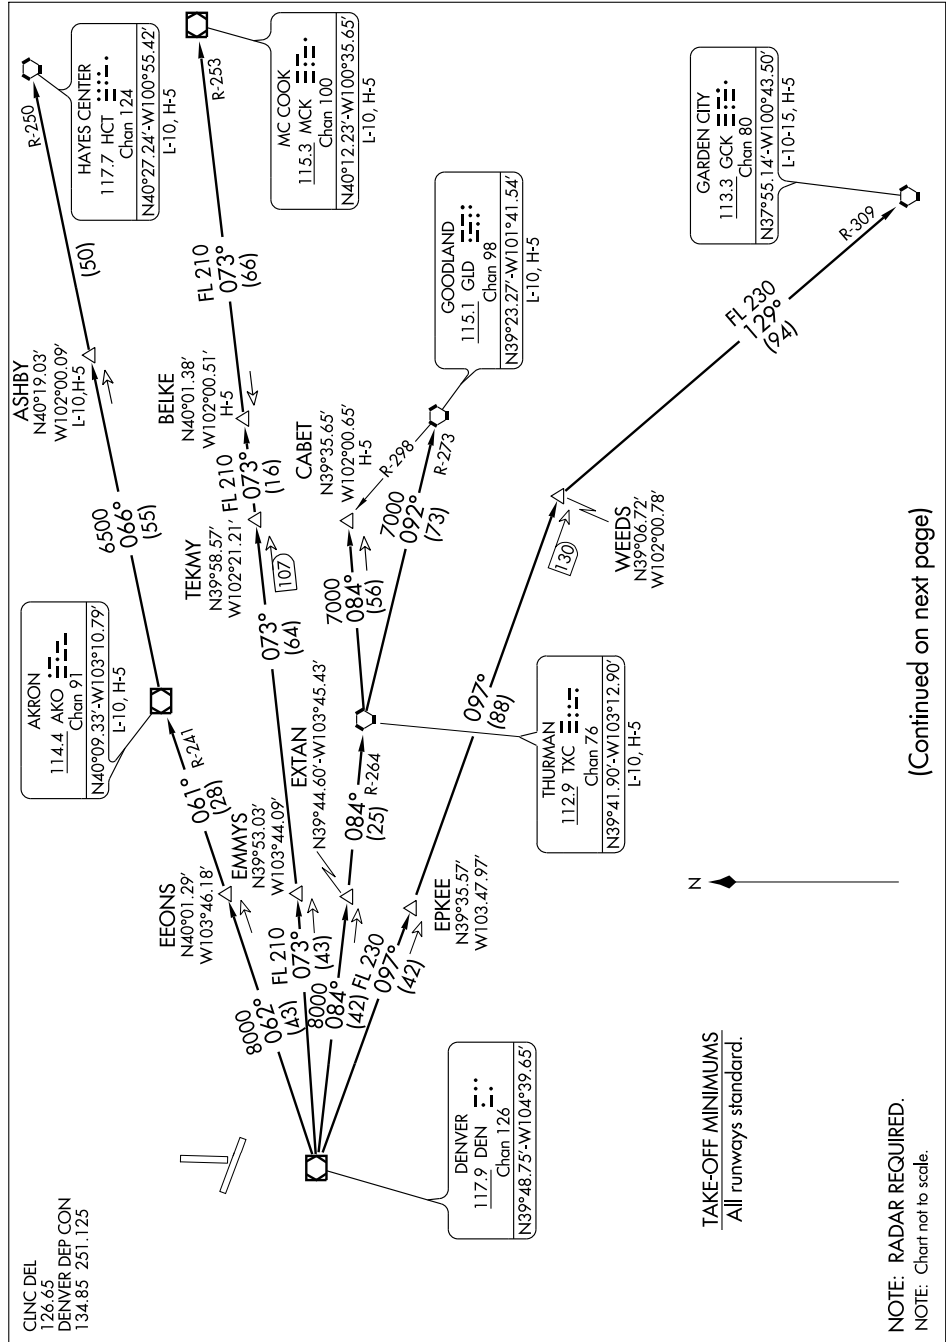 CLNC DEL
126.65
DENVER DEP CON
134.85 251.125
HAYES CENTER
117.7 HCT
Chan 124
N40°27.24'-W100°55.42'
L-10, H-5
R-250
(50)
ASHBY
N40°19.03'
W102°00.09'
L-10,H-5
6500
066°
(55)
AKRON
114.4 AKO
Chan 91
N40°09.33'-W103°10.79'
L-10, H-5
R-241
061°
(28)
EEONS
N40°01.29'
W103°46.18'
8000
062°
(43)
MC COOK
115.3 MCK
Chan 100
N40°12.23'-W100°35.65'
L-10, H-5
R-253
FL 210
073°
(66)
BELKE
N40°01.38'
W102°00.51'
H-5
FL 210
073°
(16)
TEKMY
N39°58.57'
W102°21.21'
107
073°
(64)
EMMYS
N39°53.03'
W103°44.09'
FL 210
073°
(43)
GOODLAND
115.1 GLD
Chan 98
N39°23.27'-W101°41.54'
L-10, H-5
R-298
R-273
CABET
N39°35.65'
W102°00.65'
H-5
7000
084°
(56)
7000
092°
(73)
EXTAN
N39°44.60'-W103°45.43'
084°
(25)
R-264
8000
084°
(42)
THURMAN
112.9 TXC
Chan 76
N39°41.90'-W103°12.90'
L-10, H-5
GARDEN CITY
113.3 GCK
Chan 80
N37°55.14'-W100°43.50'
L-10-15, H-5
R-309
FL 230
129°
(94)
WEEDS
N39°06.72'
W102°00.78'
130
097°
(88)
EPKEE
N39°35.57'
W103.47.97'
FL 230
097°
(42)
DENVER
117.9 DEN
Chan 126
N39°48.75'-W104°39.65'
N
TAKE-OFF MINIMUMS
All runways standard.
NOTE: RADAR REQUIRED.
NOTE: Chart not to scale.
(Continued on next page)